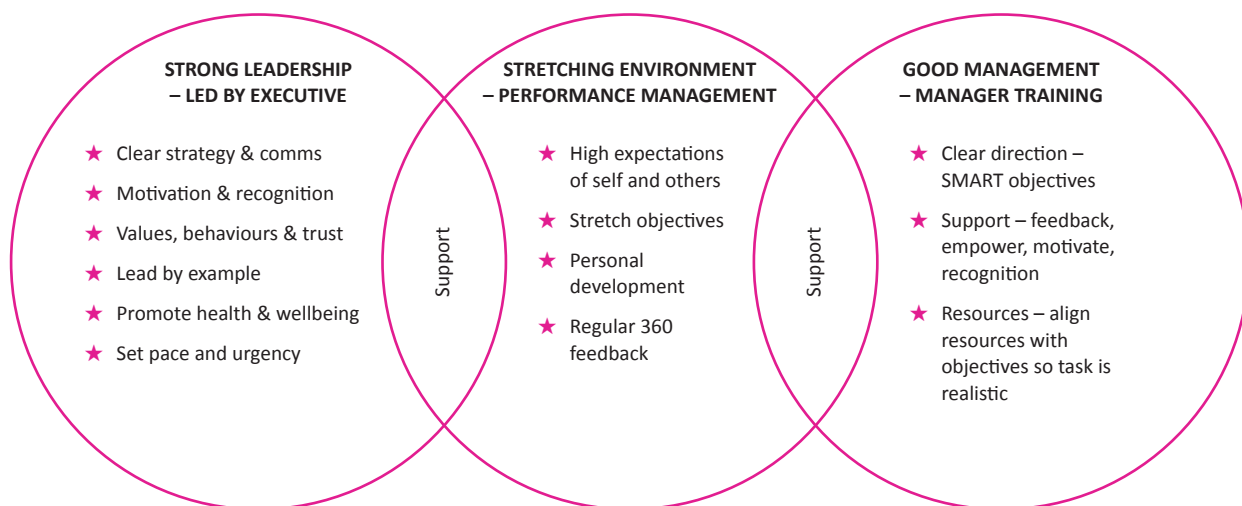 STRONG LEADERSHIP
– LED BY EXECUTIVE
★ Clear strategy & comms
★ Motivation & recognition
★ Values, behaviours & trust
★ Lead by example
★ Promote health & wellbeing
★ Set pace and urgency
Support
STRETCHING ENVIRONMENT
– PERFORMANCE MANAGEMENT
★ High expectations
of self and others
★ Stretch objectives
★ Personal
development
★ Regular 360
feedback
Support
GOOD MANAGEMENT
– MANAGER TRAINING
★ Clear direction –
SMART objectives
★ Support – feedback,
empower, motivate,
recognition
★ Resources – align
resources with
objectives so task is
realistic